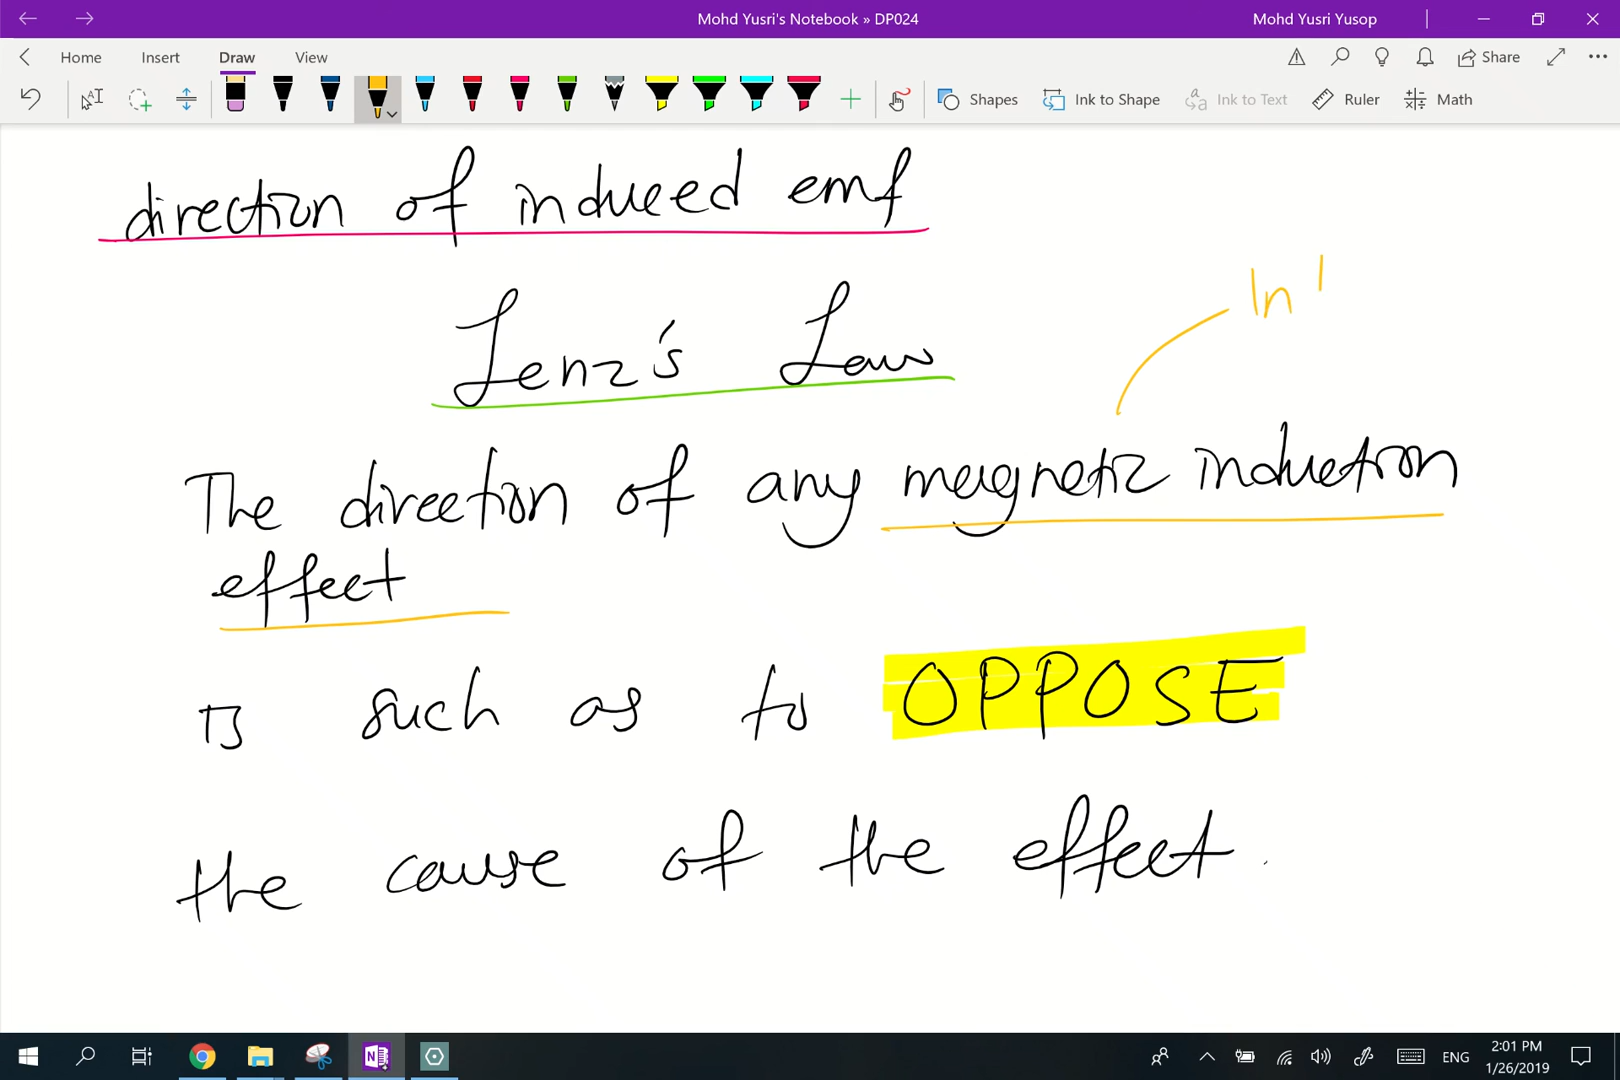 Mohd Yusri's Notebook » DP024
Mohd Yusri Yusop
Home Insert Draw View
Share
Shapes Ink to Shape Ink to Text Ruler Math
direction of induced emf
In
Lenz's Law
The direction of any magnetic induction
effect
is such as to OPPOSE
the cause of the effect.
ENG
2:01 PM
1/26/2019